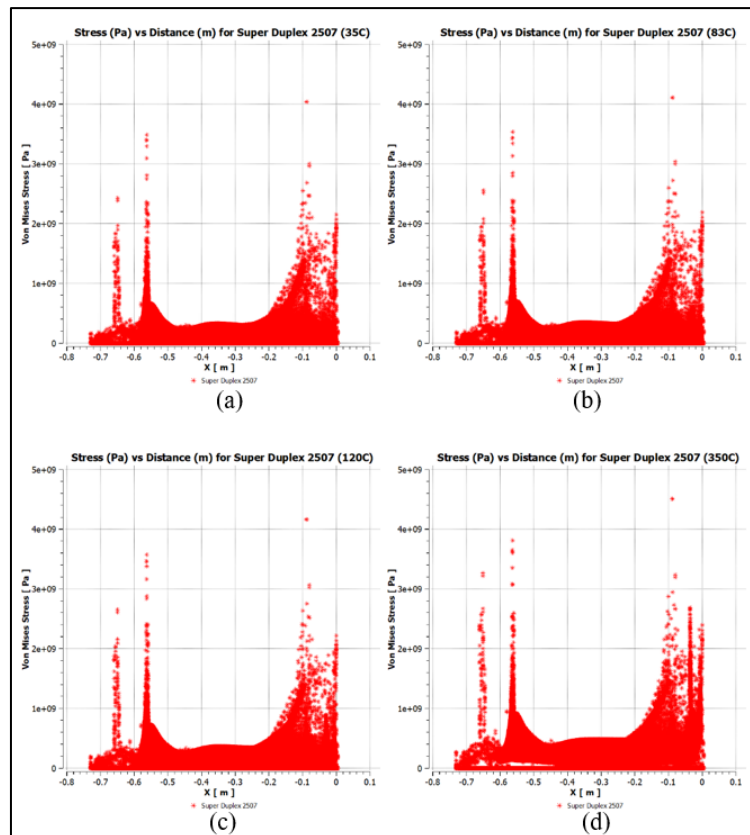 Stress (Pa) vs Distance (m) for Super Duplex 2507 (35C)
5e+09
4e+09
3e+09
2e+09
1e+09
0
Von Mises Stress [ Pa ]
-0.8 -0.7 -0.6 -0.5 -0.4 -0.3 -0.2 -0.1 0 0.1
X [ m ]
Super Duplex 2507
(a)
Stress (Pa) vs Distance (m) for Super Duplex 2507 (83C)
5e+09
4e+09
3e+09
2e+09
1e+09
0
Von Mises Stress [ Pa ]
-0.8 -0.7 -0.6 -0.5 -0.4 -0.3 -0.2 -0.1 0 0.1
X [ m ]
Super Duplex 2507
(b)
Stress (Pa) vs Distance (m) for Super Duplex 2507 (120C)
5e+09
4e+09
3e+09
2e+09
1e+09
0
Von Mises Stress [ Pa ]
-0.8 -0.7 -0.6 -0.5 -0.4 -0.3 -0.2 -0.1 0 0.1
X [ m ]
Super Duplex 2507
(c)
Stress (Pa) vs Distance (m) for Super Duplex 2507 (350C)
5e+09
4e+09
3e+09
2e+09
1e+09
0
Von Mises Stress [ Pa ]
-0.8 -0.7 -0.6 -0.5 -0.4 -0.3 -0.2 -0.1 0 0.1
X [ m ]
Super Duplex 2507
(d)